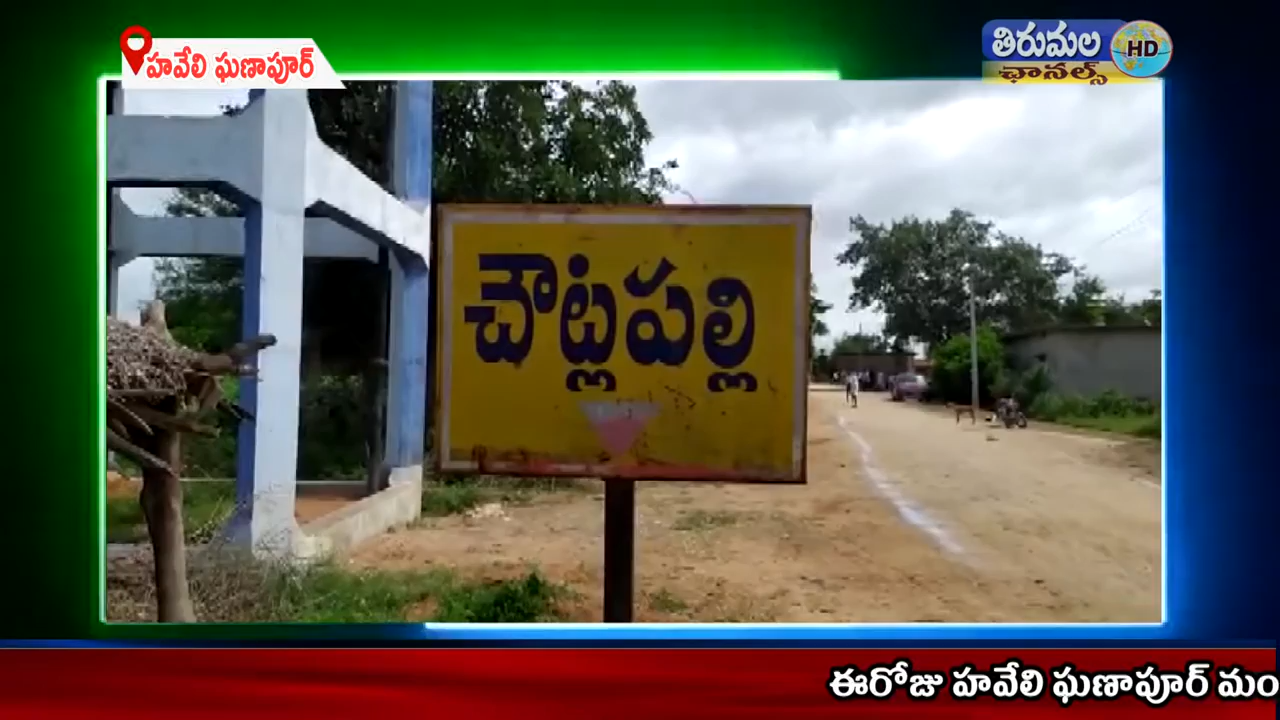 హవేలి ఘణాపూర్
తిరుమల
HD
ఛానల్స్
చౌట్లపల్లి
ఈరోజు హవేలి ఘణాపూర్ మం